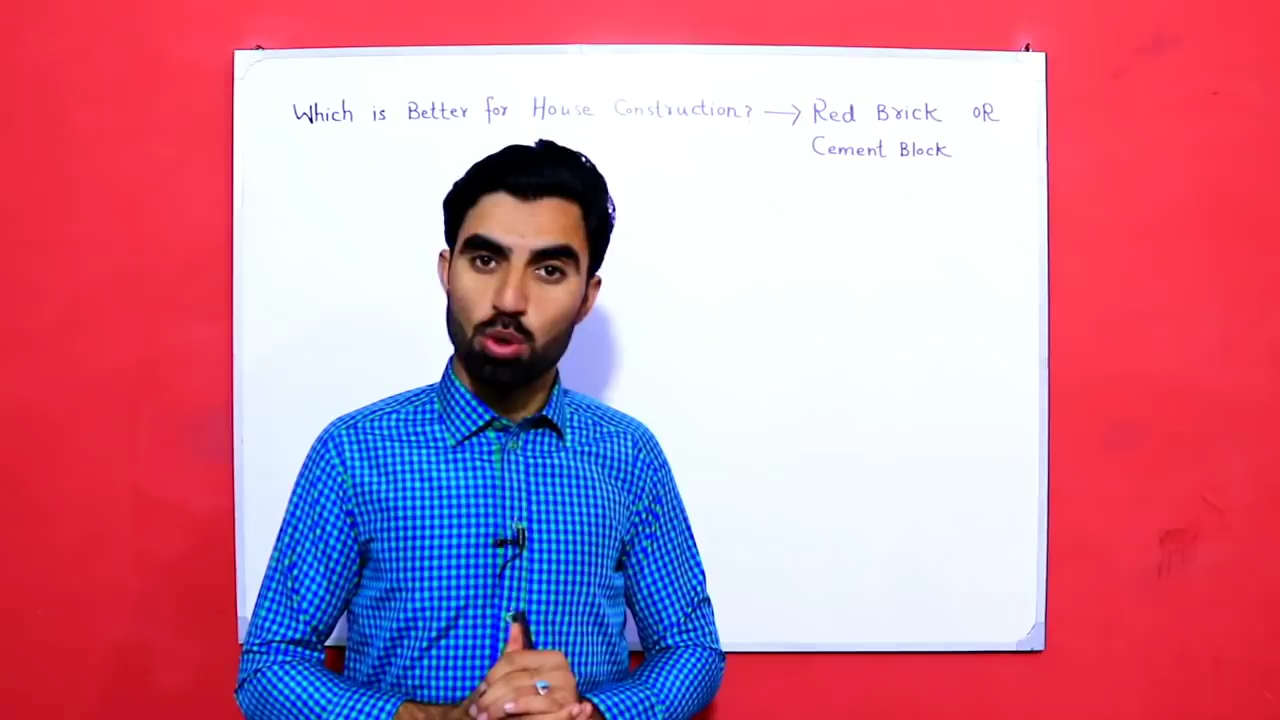 Which is Better for House Construction? → Red Brick OR
Cement Block